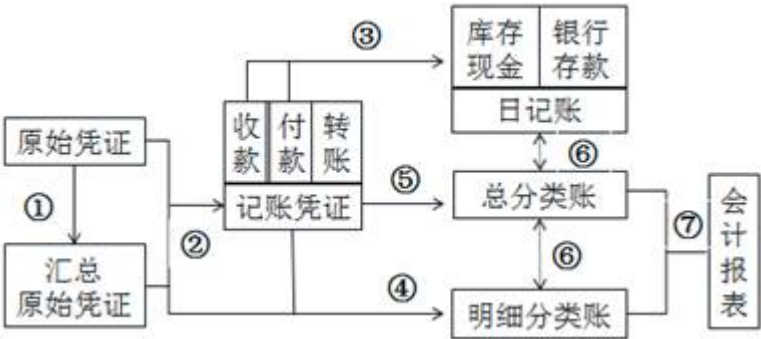 ③
库存
现金
银行
存款
日记账
收款
付款
转账
原始凭证
①
②
记账凭证
⑤
⑥
总分类账
汇总
原始凭证
④
⑥
明细分类账
⑦
会计报表